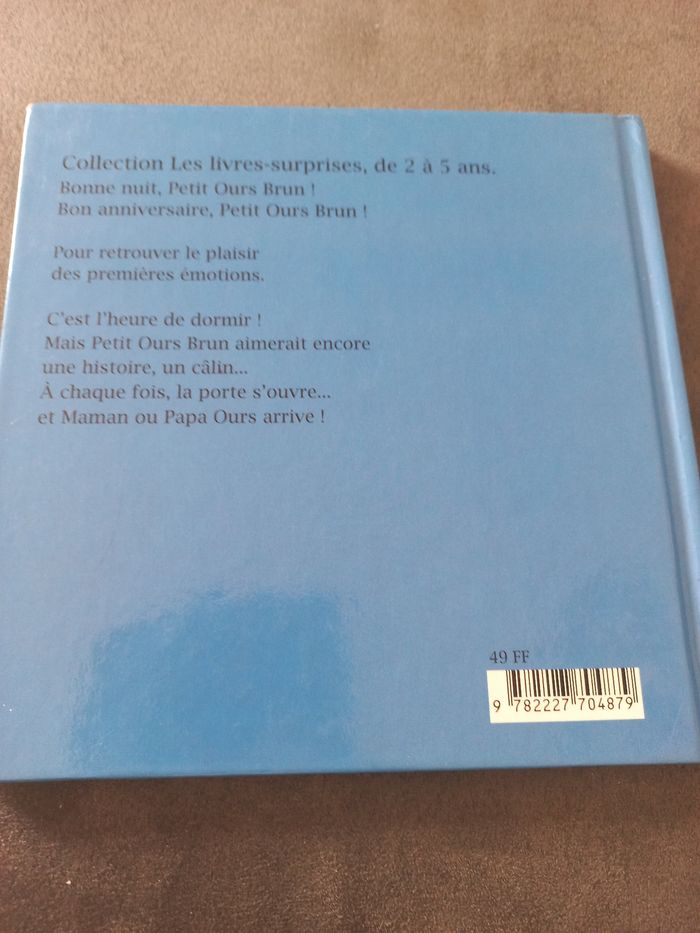 Collection Les livres-surprises, de 2 à 5 ans.
Bonne nuit, Petit Ours Brun !
Bon anniversaire, Petit Ours Brun !
Pour retrouver le plaisir
des premières émotions.
C'est l'heure de dormir !
Mais Petit Ours Brun aimerait encore
une histoire, un câlin...
À chaque fois, la porte s'ouvre...
et Maman ou Papa Ours arrive !
49 FF
9 782227 704879